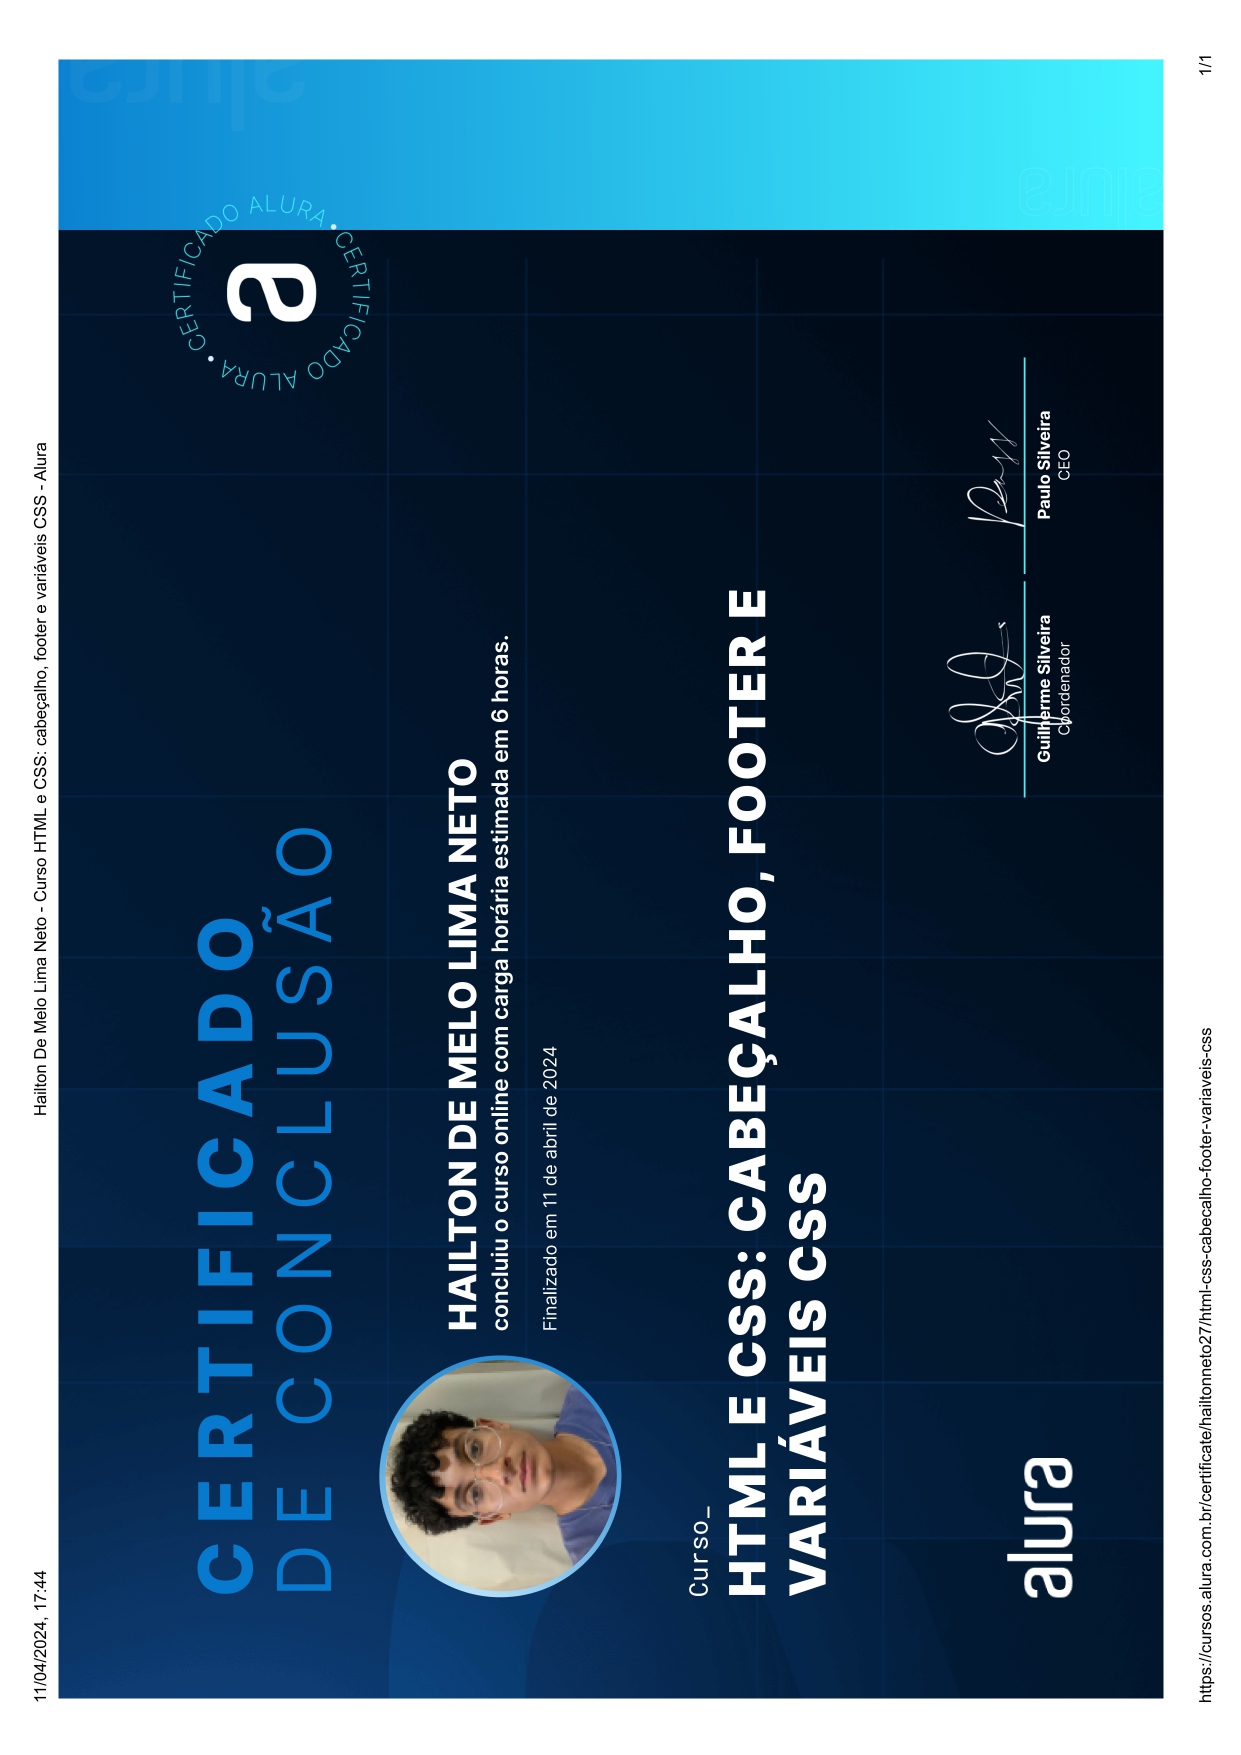 11/04/2024, 17:44
Hailton De Melo Lima Neto - Curso HTML e CSS: cabeçalho, footer e variáveis CSS - Alura
CERTIFICADO
DE CONCLUSÃO
CERTIFICADO ALURA • CERTIFICADO ALURA •
a
HAILTON DE MELO LIMA NETO
concluiu o curso online com carga horária estimada em 6 horas.
Finalizado em 11 de abril de 2024
Curso_
HTML E CSS: CABEÇALHO, FOOTER E
VARIÁVEIS CSS
alura
Guilherme Silveira
Coordenador
Paulo Silveira
CEO
alura
alura
https://cursos.alura.com.br/certificate/hailtonneto27/html-css-cabecalho-footer-variaveis-css
1/1